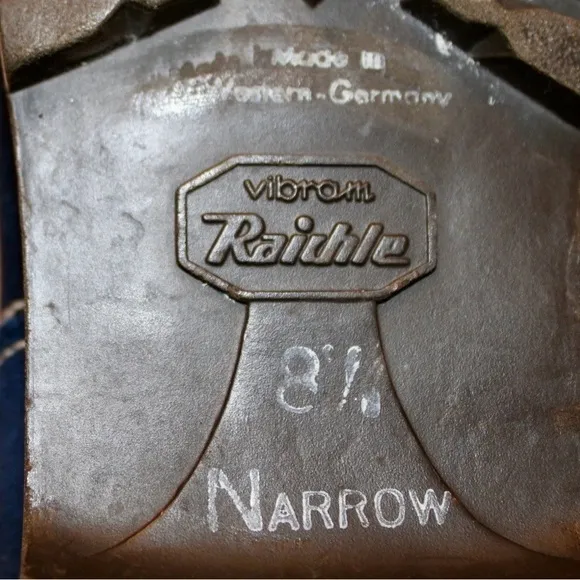 Made in
Western-Germany
vibram
Raichle
8½
NARROW